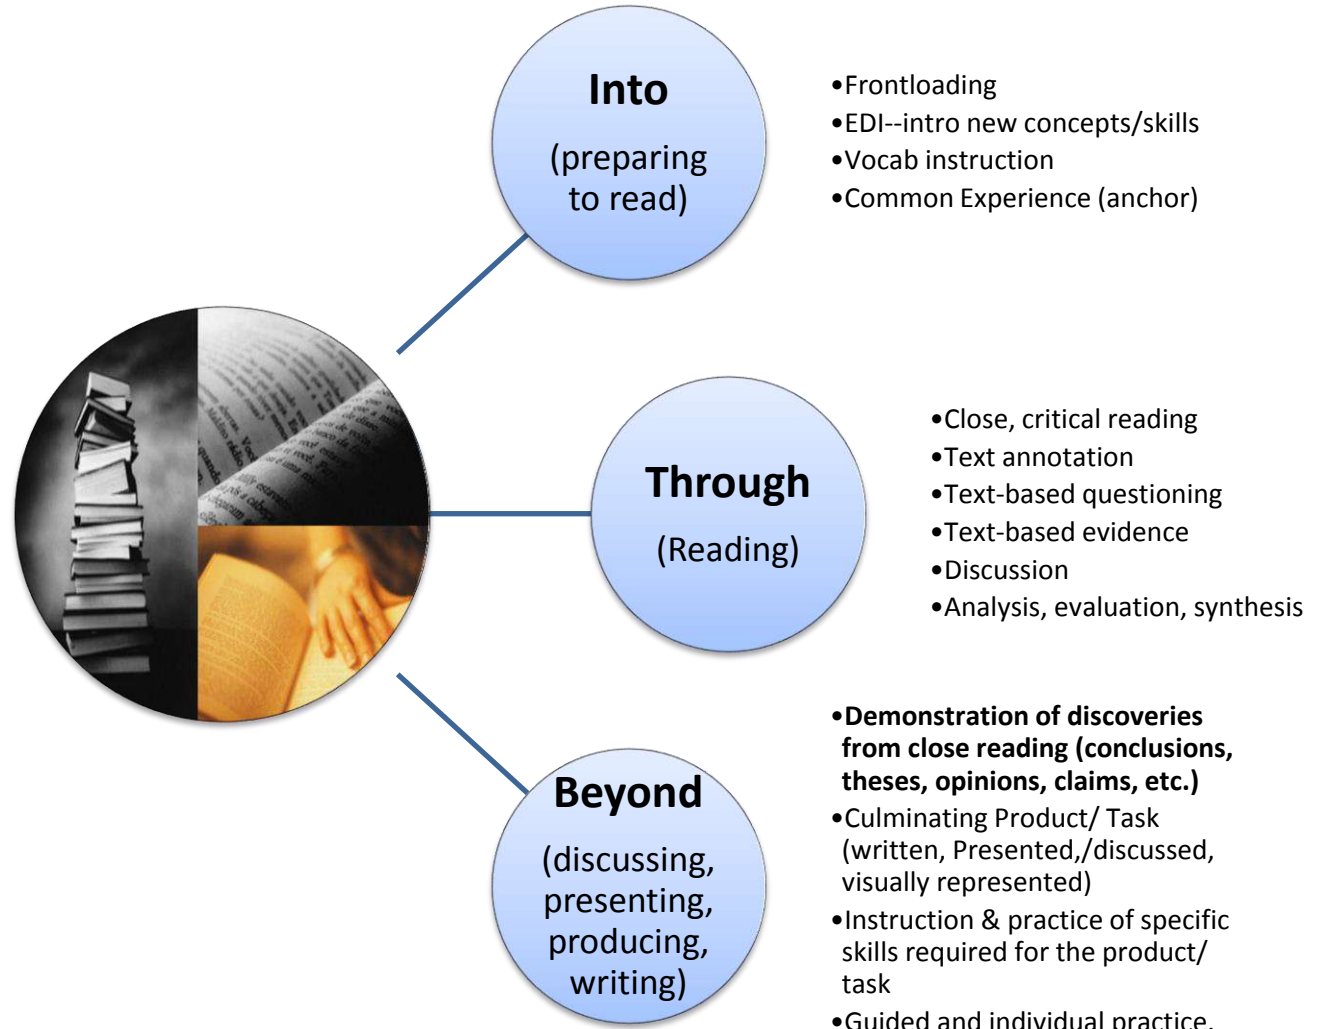 Into
(preparing
to read)
•Frontloading
•EDI--intro new concepts/skills
•Vocab instruction
•Common Experience (anchor)
Through
(Reading)
•Close, critical reading
•Text annotation
•Text-based questioning
•Text-based evidence
•Discussion
•Analysis, evaluation, synthesis
Beyond
(discussing,
presenting,
producing,
writing)
•Demonstration of discoveries
from close reading (conclusions,
theses, opinions, claims, etc.)
•Culminating Product/ Task
(written, Presented,/discussed,
visually represented)
•Instruction & practice of specific
skills required for the product/
task
•Guided and individual practice,